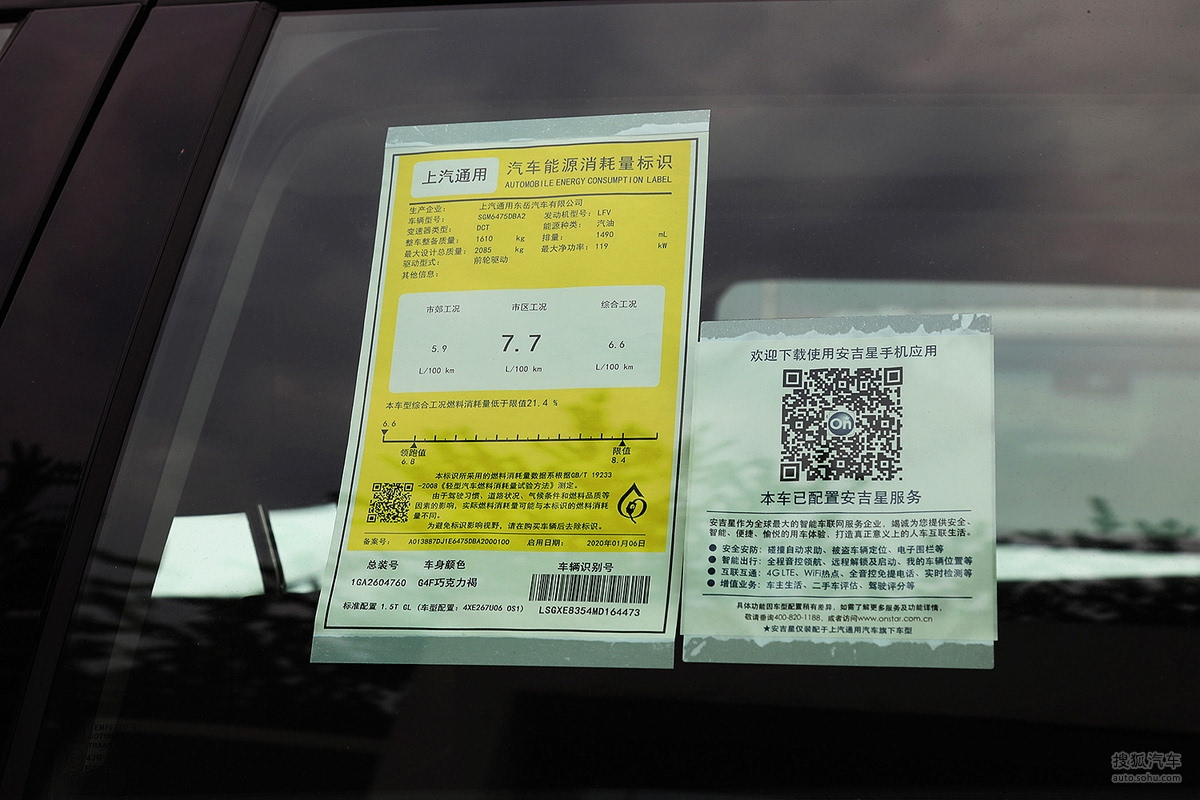 上汽通用
汽车能源消耗量标识
AUTOMOBILE ENERGY CONSUMPTION LABEL
生产企业： 上汽通用东岳汽车有限公司
车辆型号： SGM6475DBA2 发动机型号： LFV
变速器类型： DCT 能源种类： 汽油
整车整备质量： 1610 kg 排量： 1490 mL
最大设计总质量： 2085 kg 最大净功率： 119 kW
驱动型式： 前轮驱动
其他信息：
市郊工况 市区工况 综合工况
5.9 7.7 6.6
L/100 km L/100 km L/100 km
本车型综合工况燃料消耗量低于限值21.4 %
6.6
领跑值 限值
6.8 8.4
本标识所采用的燃料消耗量数据系根据GB/T 19233
-2008《轻型汽车燃料消耗量试验方法》测定。
由于驾驶习惯、道路状况、气候条件和燃料品质等
因素的影响，实际燃料消耗量可能与本标识的燃料消耗
量不同。
为避免标识影响视野，请在购买车辆后去除标识。
备案号： A013887DJ1E6475DBA2000100 启用日期： 2020年01月06日
总装号 车身颜色 车辆识别号
1GA2604760 G4F巧克力褐
标准配置 1.5T GL (车型配置：4XE267U06 0S1) LSGXE8354MD164473
欢迎下载使用安吉星手机应用
On
本车已配置安吉星服务
安吉星作为全球最大的智能车联网服务企业，竭诚为您提供安全、
智能、便捷、愉悦的用车体验，打造真正意义上的人车互联生活。
● 安全安防：碰撞自动求助、被盗车辆定位、电子围栏等
● 智能出行：全程音控领航、远程解锁及启动、我的车辆位置等
● 互联互通：4G LTE、WiFi热点、全音控免提电话、实时检测等
● 增值业务：车主生活、二手车评估、驾驶评分等
具体功能因车型配置稍有差异，如需了解更多服务及功能详情，
敬请垂询400-820-1188，或者访问www.onstar.com.cn
★安吉星仅装配于上汽通用汽车旗下车型
搜狐汽车
auto.sohu.com